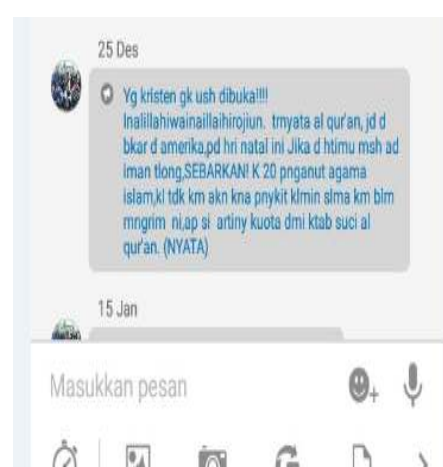 25 Des
Yg kristen gk ush dibuka!!!!
Inalillahiwainaillaihirojiun. trnyata al qur'an, jd d
bkar d amerika,pd hri natal ini Jika d htimu msh ad
iman tlong,SEBARKAN! K 20 pnganut agama
islam,kl tdk km akn kna pnykit klmin slma km blm
mngrim ni,ap si artiny kuota dmi ktab suci al
qur'an. (NYATA)
15 Jan
Masukkan pesan